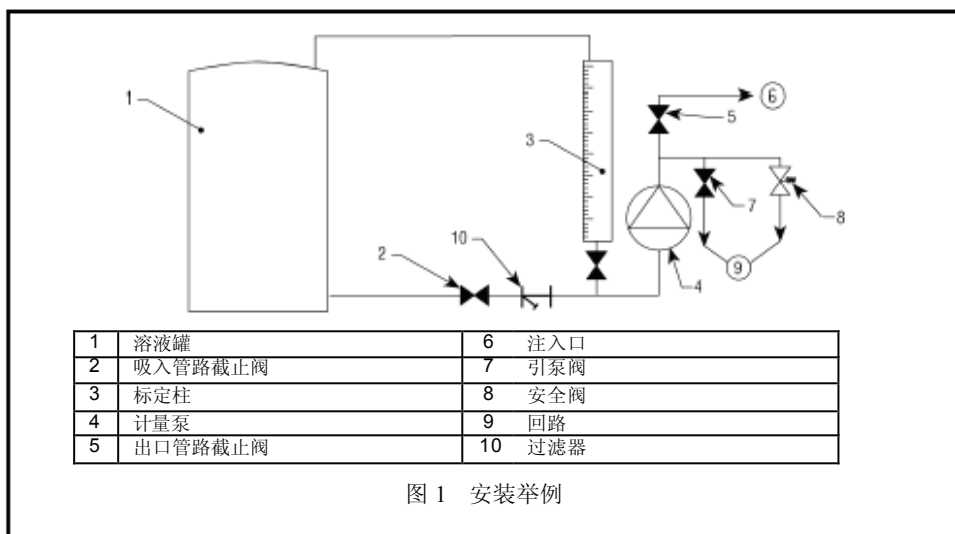 1
2
3
4
5
6
7
8
9
10
1 溶液罐 6 注入口
2 吸入管路截止阀 7 引泵阀
3 标定柱 8 安全阀
4 计量泵 9 回路
5 出口管路截止阀 10 过滤器
图 1 安装举例